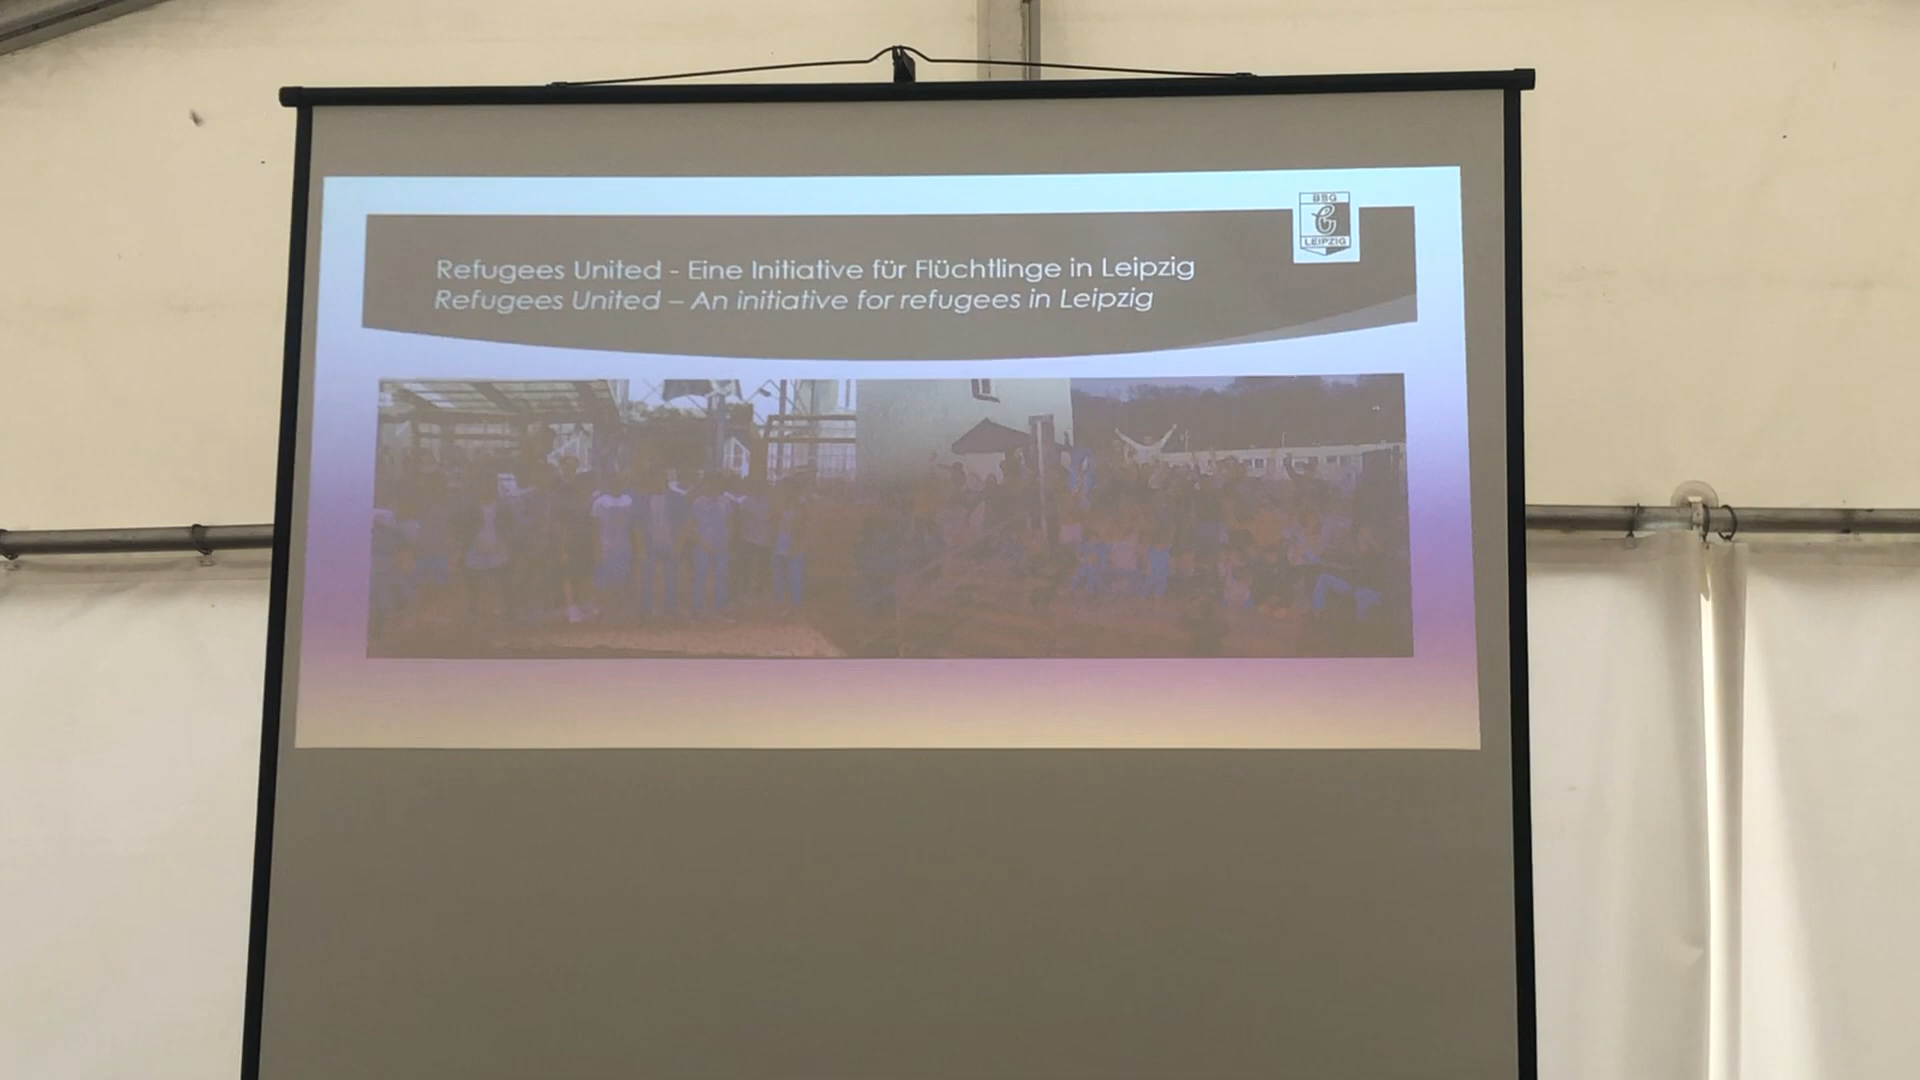 BSG
LEIPZIG
Refugees United - Eine Initiative für Flüchtlinge in Leipzig
Refugees United – An initiative for refugees in Leipzig